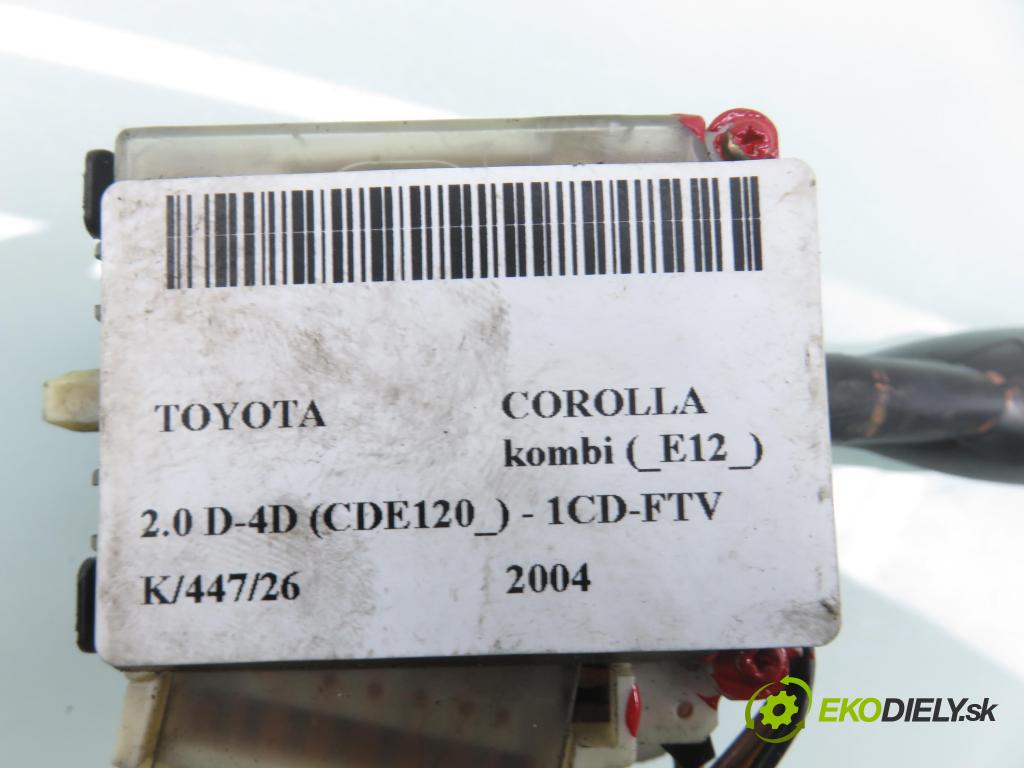 TOYOTA COROLLA
kombi (_E12_)
2.0 D-4D (CDE120_) - 1CD-FTV
K/447/26 2004
EKODIELY.sk